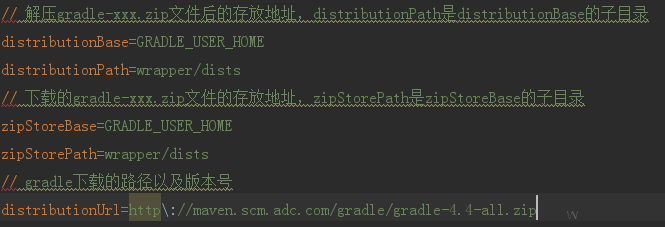 // 解压gradle-xxx.zip文件后的存放地址, distributionPath是distributionBase的子目录
distributionBase=GRADLE_USER_HOME
distributionPath=wrapper/dists
// 下载的gradle-xxx.zip文件的存放地址, zipStorePath是zipStoreBase的子目录
zipStoreBase=GRADLE_USER_HOME
zipStorePath=wrapper/dists
// gradle下载的路径以及版本号
distributionUrl=http\://maven.scm.adc.com/gradle/gradle-4.4-all.zip
W